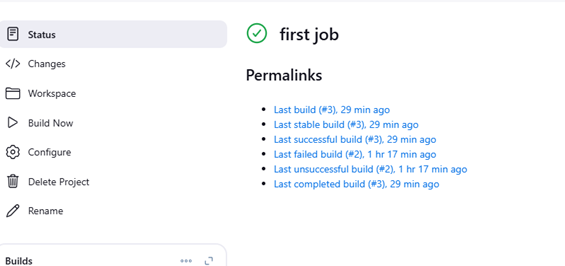 Status
Changes
Workspace
Build Now
Configure
Delete Project
Rename
Builds
first job
Permalinks
Last build (#3), 29 min ago
Last stable build (#3), 29 min ago
Last successful build (#3), 29 min ago
Last failed build (#2), 1 hr 17 min ago
Last unsuccessful build (#2), 1 hr 17 min ago
Last completed build (#3), 29 min ago